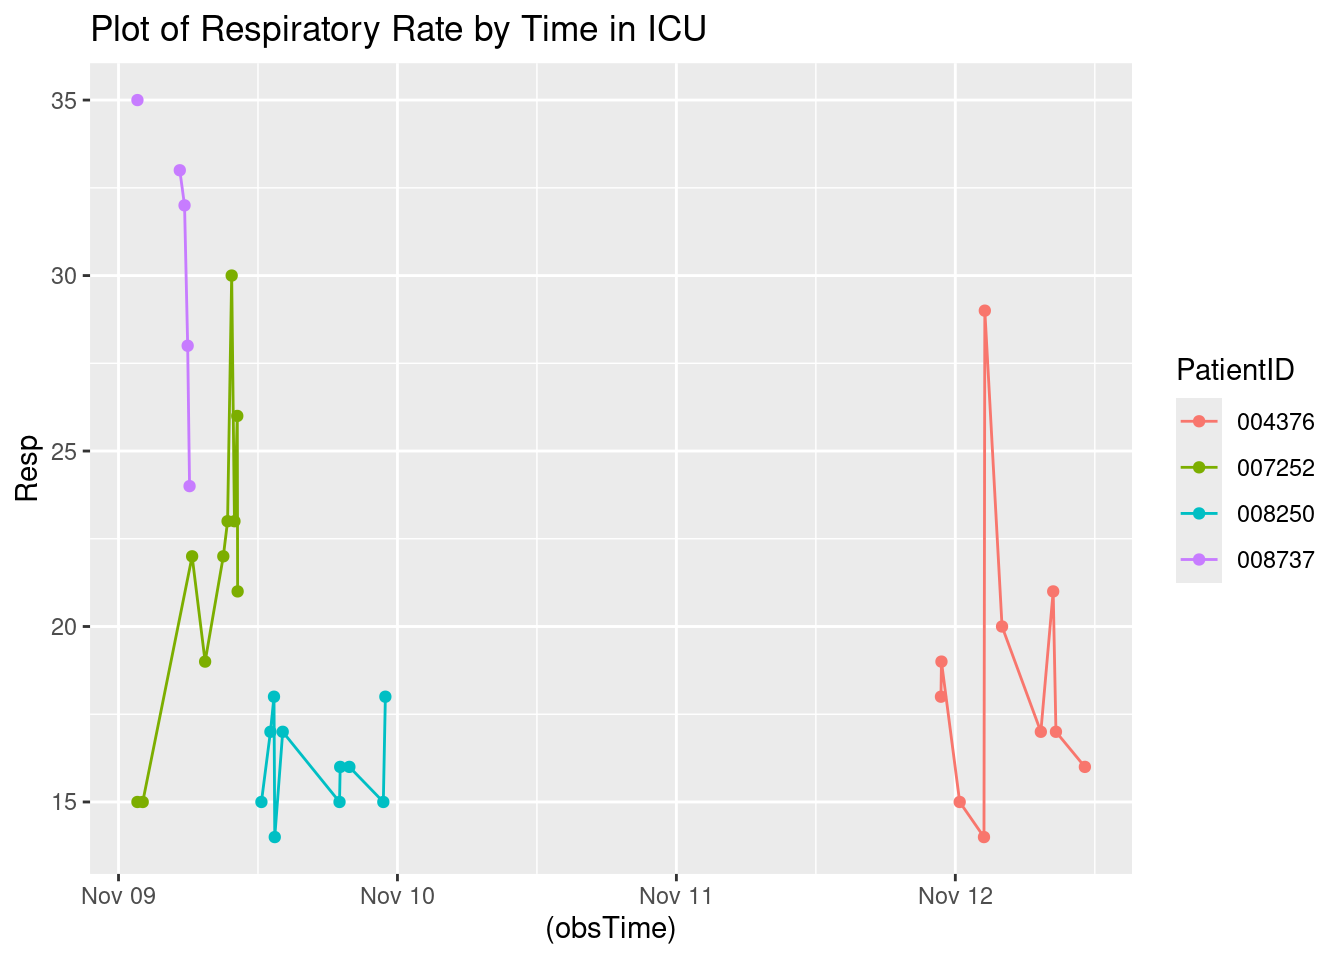 Plot of Respiratory Rate by Time in ICU
35
30
25
20
15
Resp
Nov 09
Nov 10
Nov 11
Nov 12
(obsTime)
PatientID
004376
007252
008250
008737